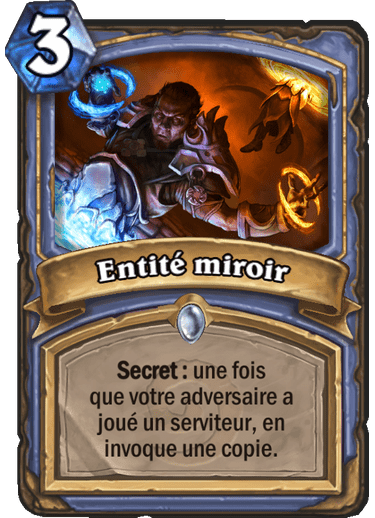 3
Entité miroir
Secret : une fois
que votre adversaire a
joué un serviteur, en
invoque une copie.